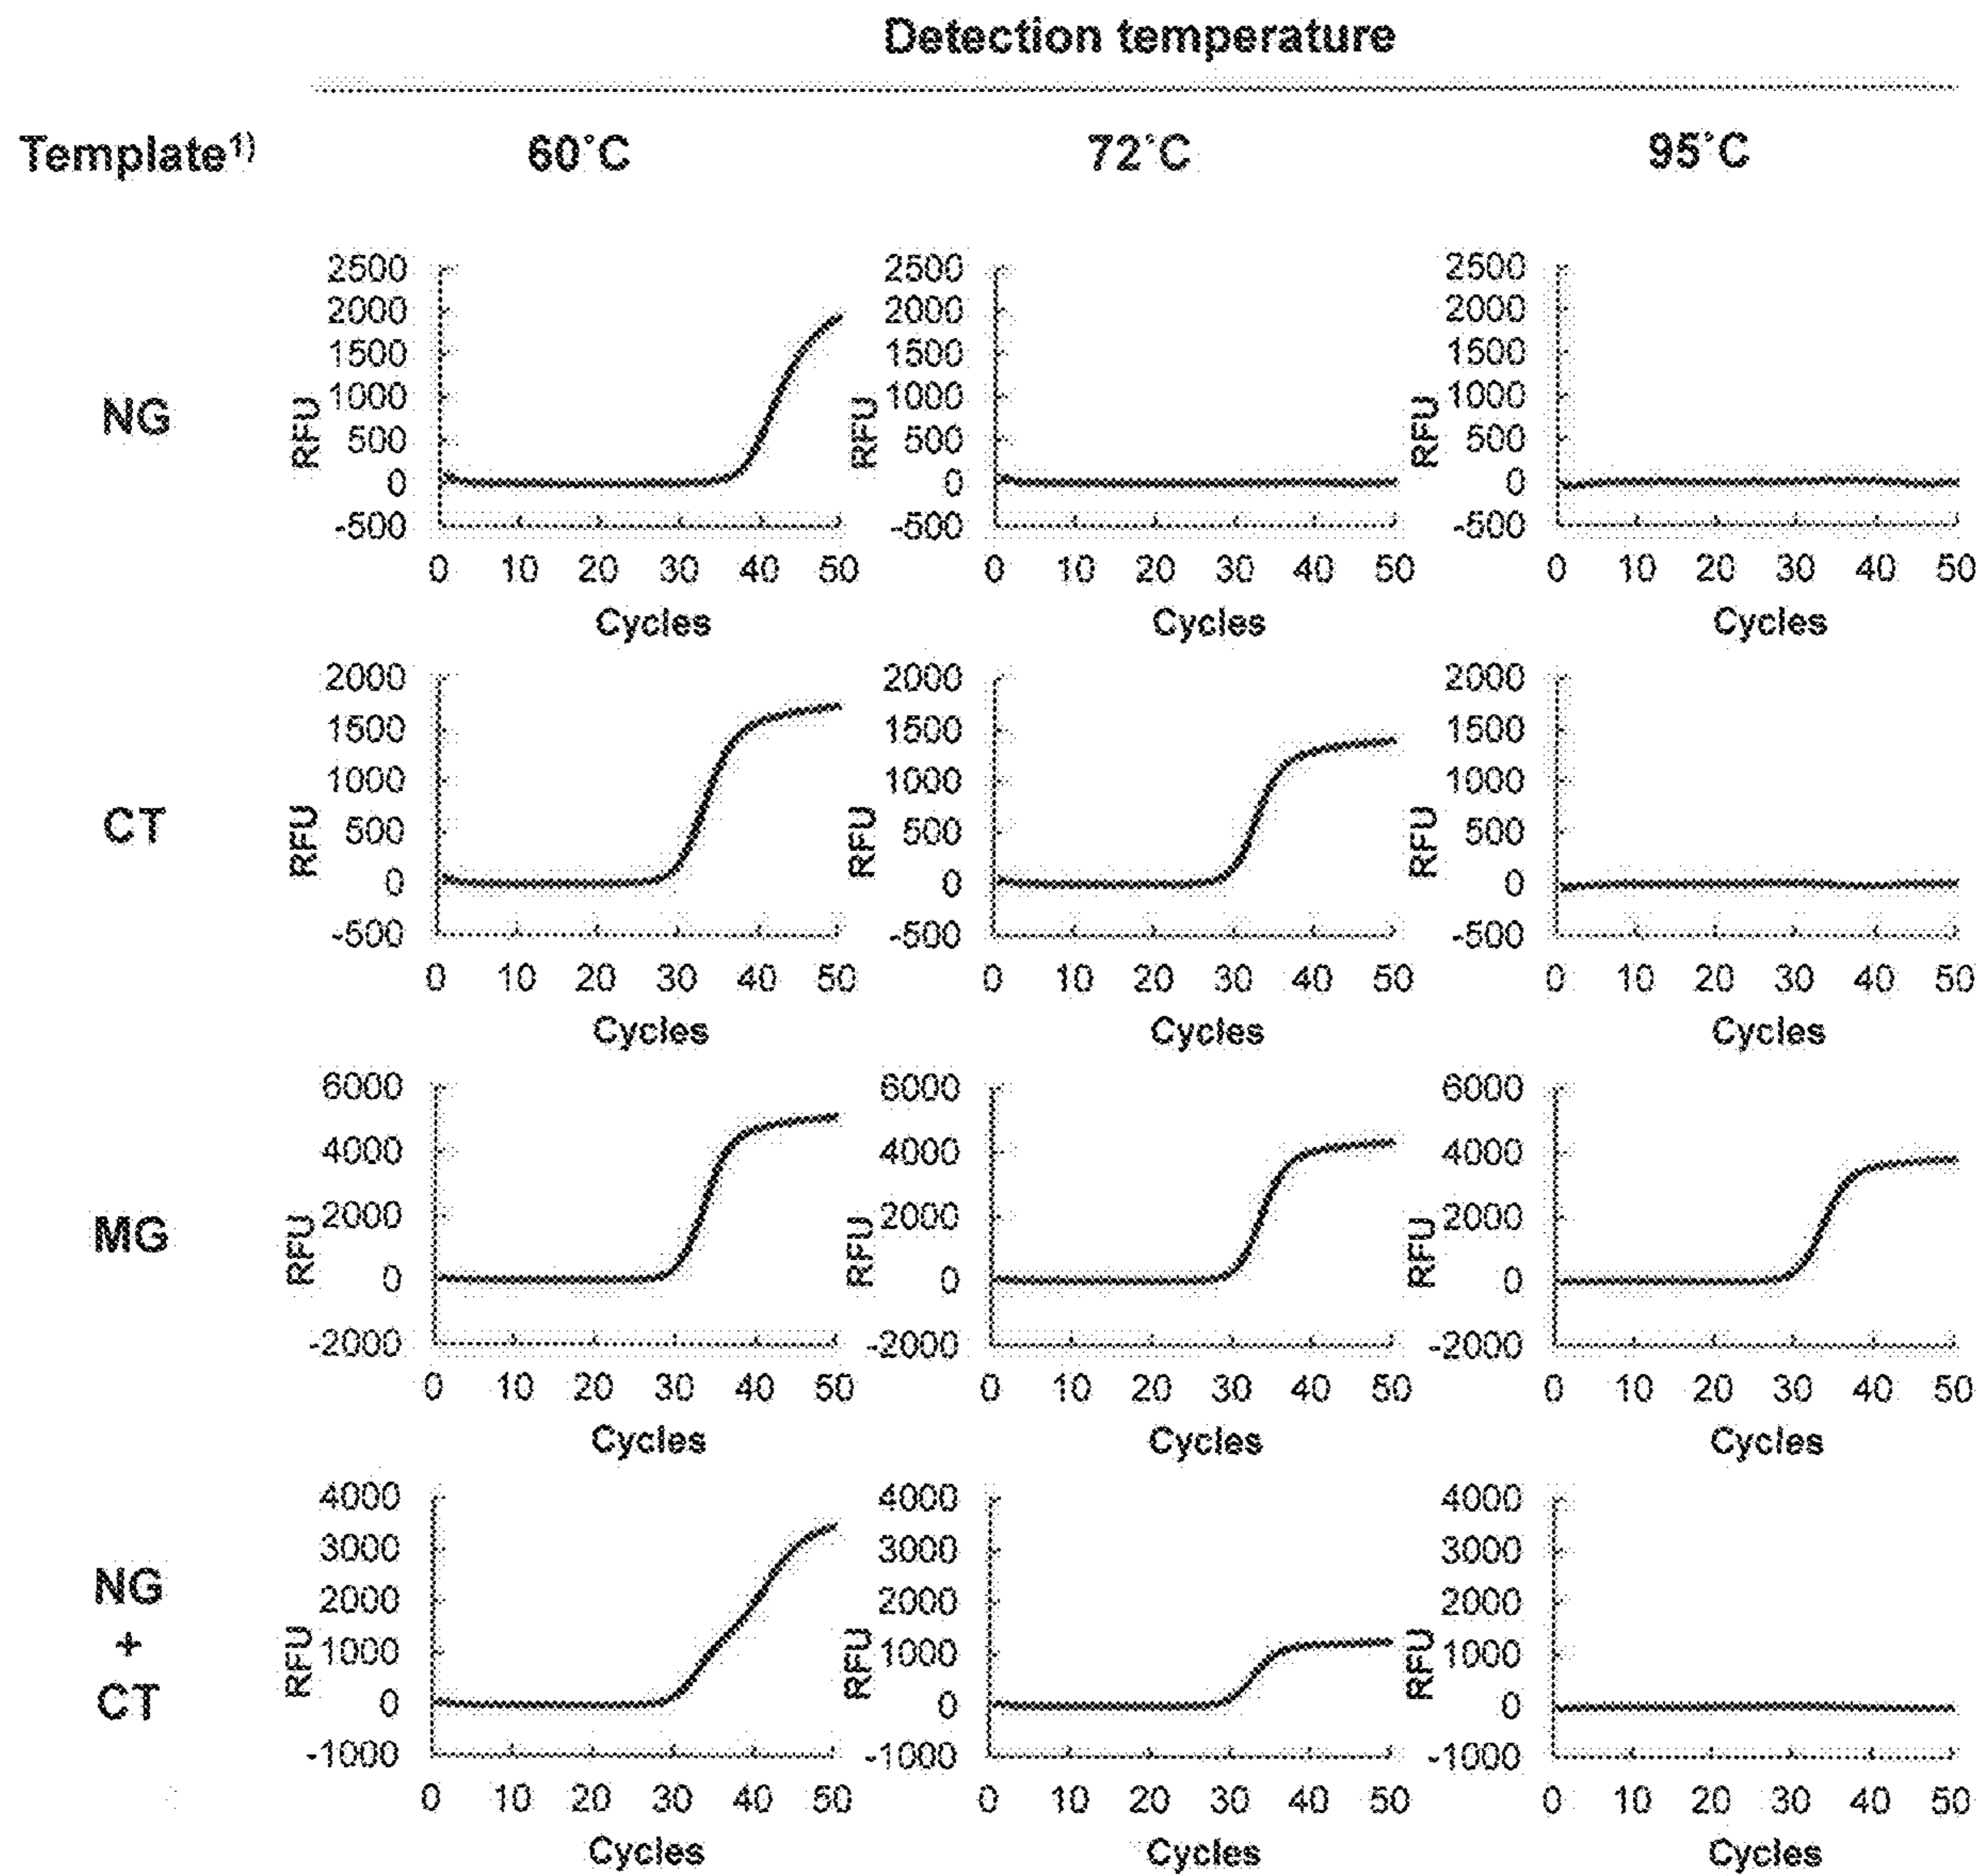 Detection temperature
Template¹⁾ 60°C 72°C 95°C
NG
2500 2500 2500
2000 2000 2000
1500 1500 1500
1000 1000 1000
500 500 500
0 0 0
-500 -500 -500
RFU RFU RFU
0 10 20 30 40 50 0 10 20 30 40 50 0 10 20 30 40 50
Cycles Cycles Cycles
CT
2000 2000 2000
1500 1500 1500
1000 1000 1000
500 500 500
0 0 0
-500 -500 -500
RFU RFU RFU
0 10 20 30 40 50 0 10 20 30 40 50 0 10 20 30 40 50
Cycles Cycles Cycles
MG
6000 6000 6000
4000 4000 4000
2000 2000 2000
0 0 0
-2000 -2000 -2000
RFU RFU RFU
0 10 20 30 40 50 0 10 20 30 40 50 0 10 20 30 40 50
Cycles Cycles Cycles
NG
+
CT
4000 4000 4000
3000 3000 3000
2000 2000 2000
1000 1000 1000
0 0 0
-1000 -1000 -1000
RFU RFU RFU
0 10 20 30 40 50 0 10 20 30 40 50 0 10 20 30 40 50
Cycles Cycles Cycles